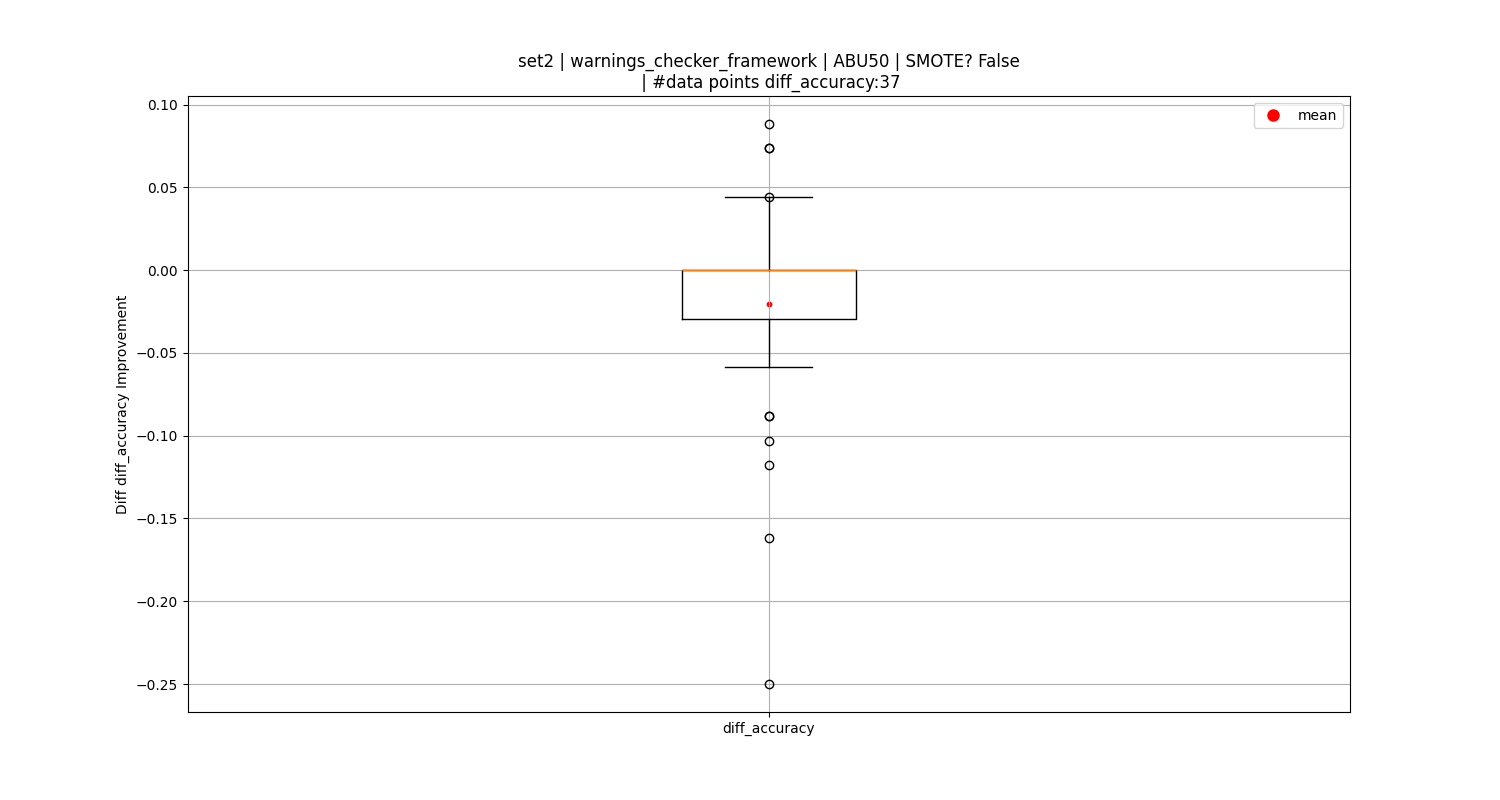 set2 | warnings_checker_framework | ABU50 | SMOTE? False
| #data points diff_accuracy:37
mean
0.10
0.05
0.00
−0.05
−0.10
−0.15
−0.20
−0.25
Diff diff_accuracy Improvement
diff_accuracy